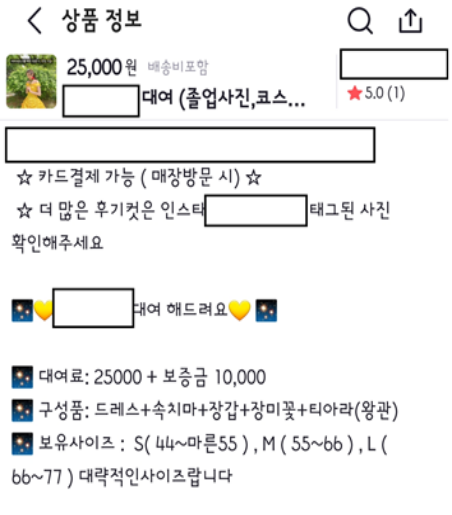 상품 정보
25,000원 배송비포함
대여 (졸업사진,코스...
5.0 (1)
☆ 카드결제 가능 ( 매장방문 시) ☆
☆ 더 많은 후기컷은 인스타 태그된 사진
확인해주세요
대여 해드려요
대여료: 25000 + 보증금 10,000
구성품: 드레스+속치마+장갑+장미꽃+티아라(왕관)
보유사이즈 : S( 44~마른55 ) , M ( 55~66 ) , L (
66~77 ) 대략적인사이즈랍니다